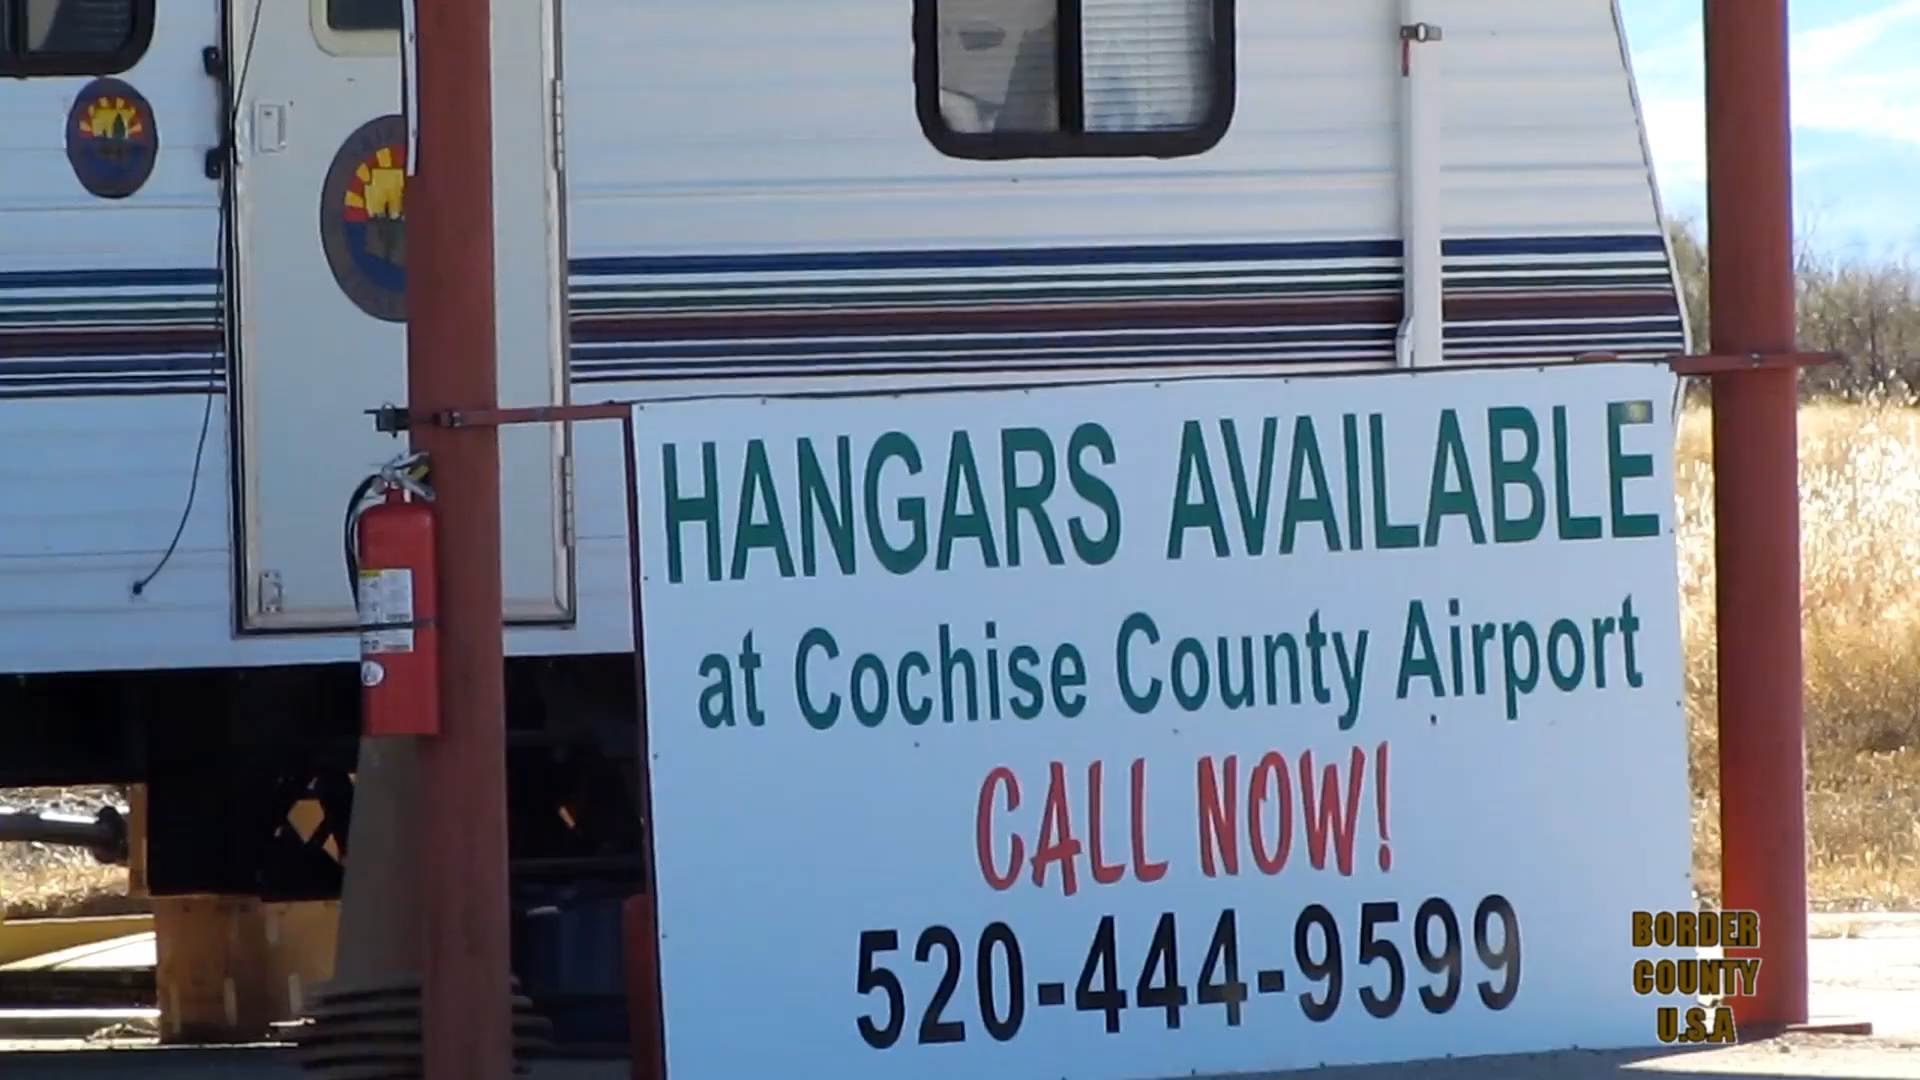 HANGARS AVAILABLE
at Cochise County Airport
CALL NOW!
520-444-9599
BORDER
COUNTY
U.S.A